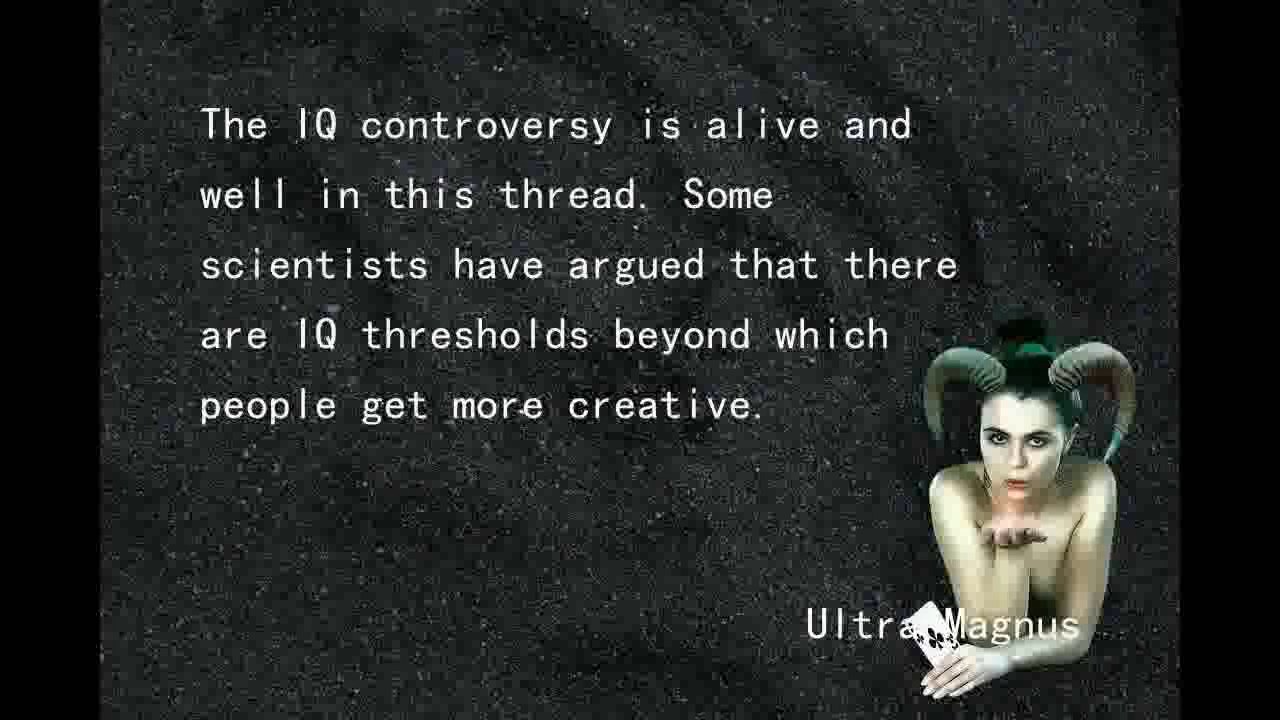 The IQ controversy is alive and
well in this thread. Some
scientists have argued that there
are IQ thresholds beyond which
people get more creative.
Ultra Magnus